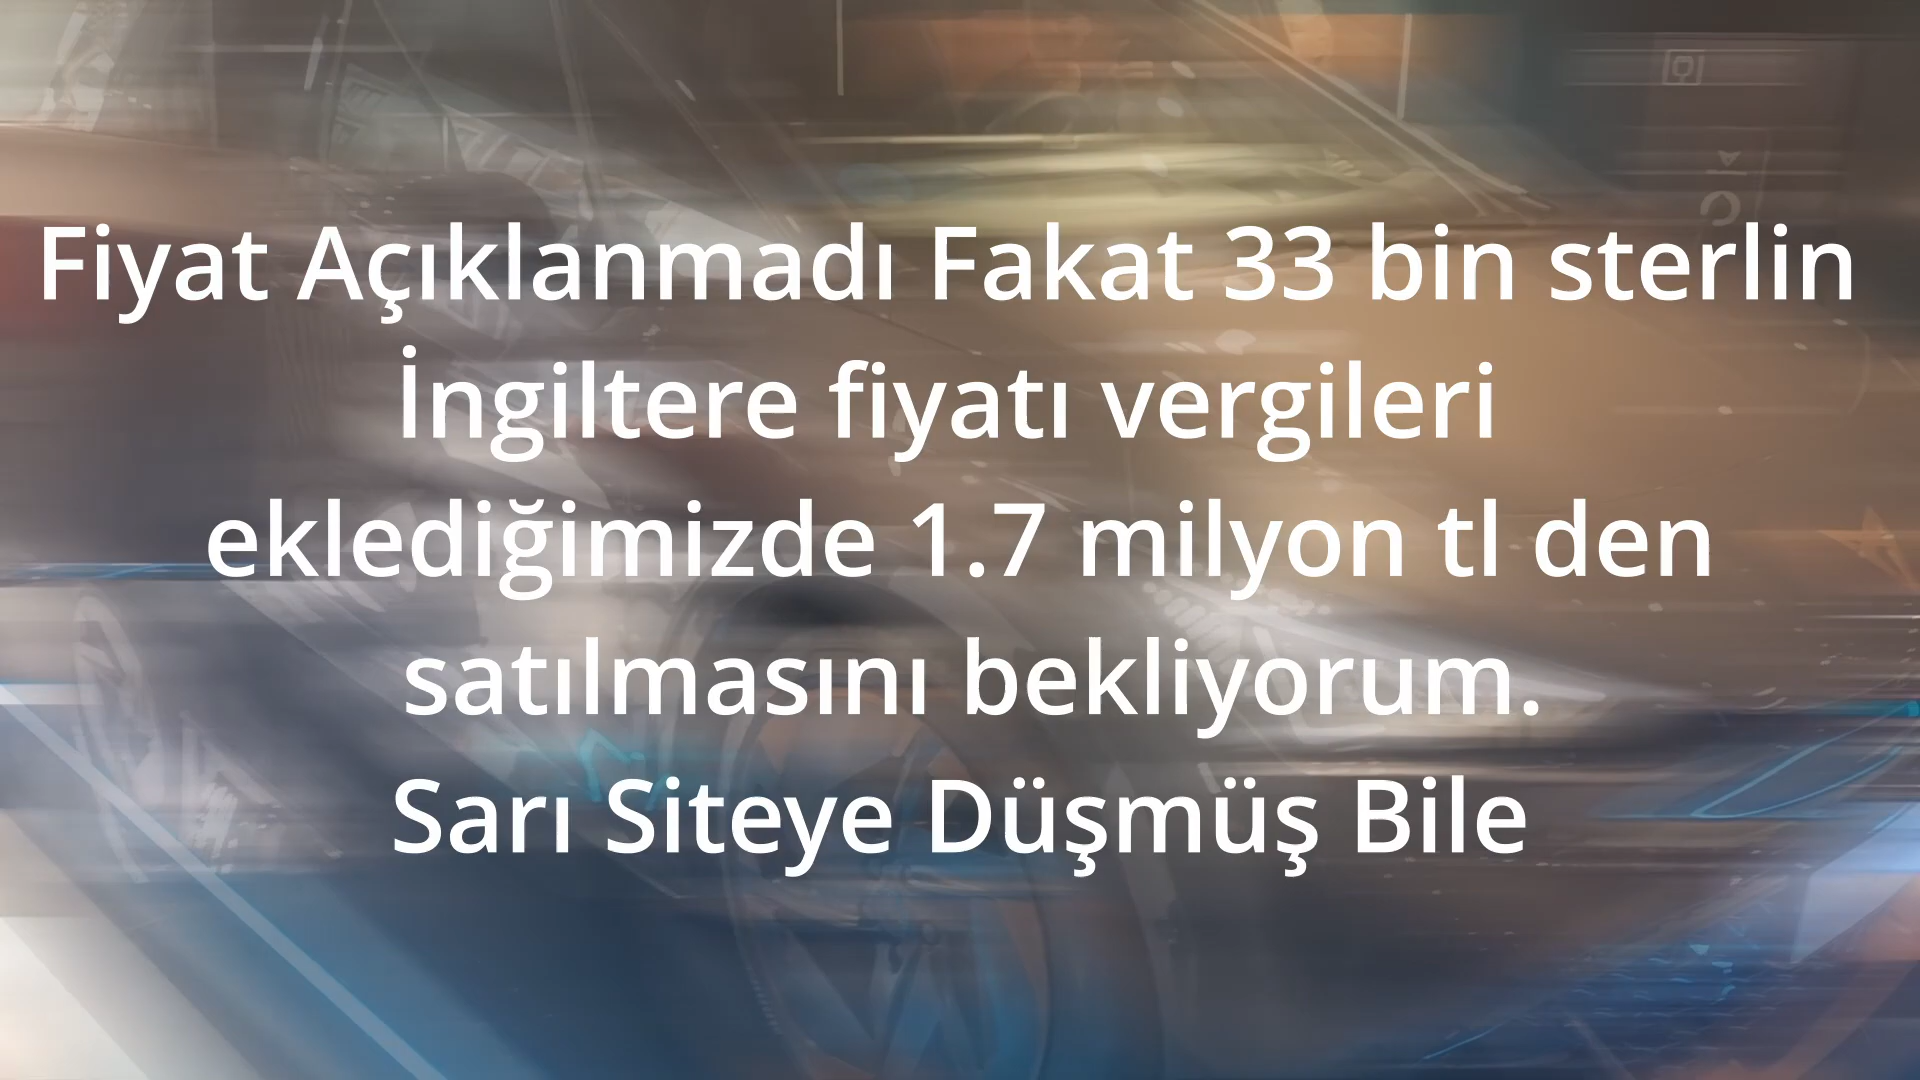 Fiyat Açıklanmadı Fakat 33 bin sterlin
İngiltere fiyatı vergileri
eklediğimizde 1.7 milyon tl den
satılmasını bekliyorum.
Sarı Siteye Düşmüş Bile